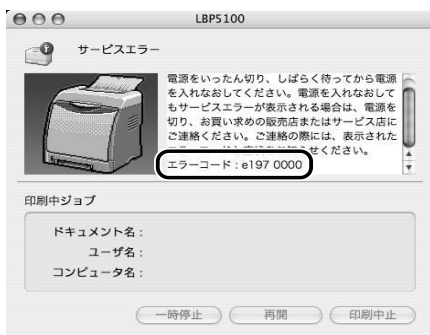 LBP5100
サービスエラー
電源をいったん切り、しばらく待ってから電源
を入れなおしてください。電源を入れなおして
もサービスエラーが表示される場合は、電源を
切り、お買い求めの販売店またはサービス店に
ご連絡ください。ご連絡の際には、表示された
せください。
エラーコード : e197 0000
印刷中ジョブ
ドキュメント名 :
ユーザ名 :
コンピュータ名 :
一時停止 再開 印刷中止